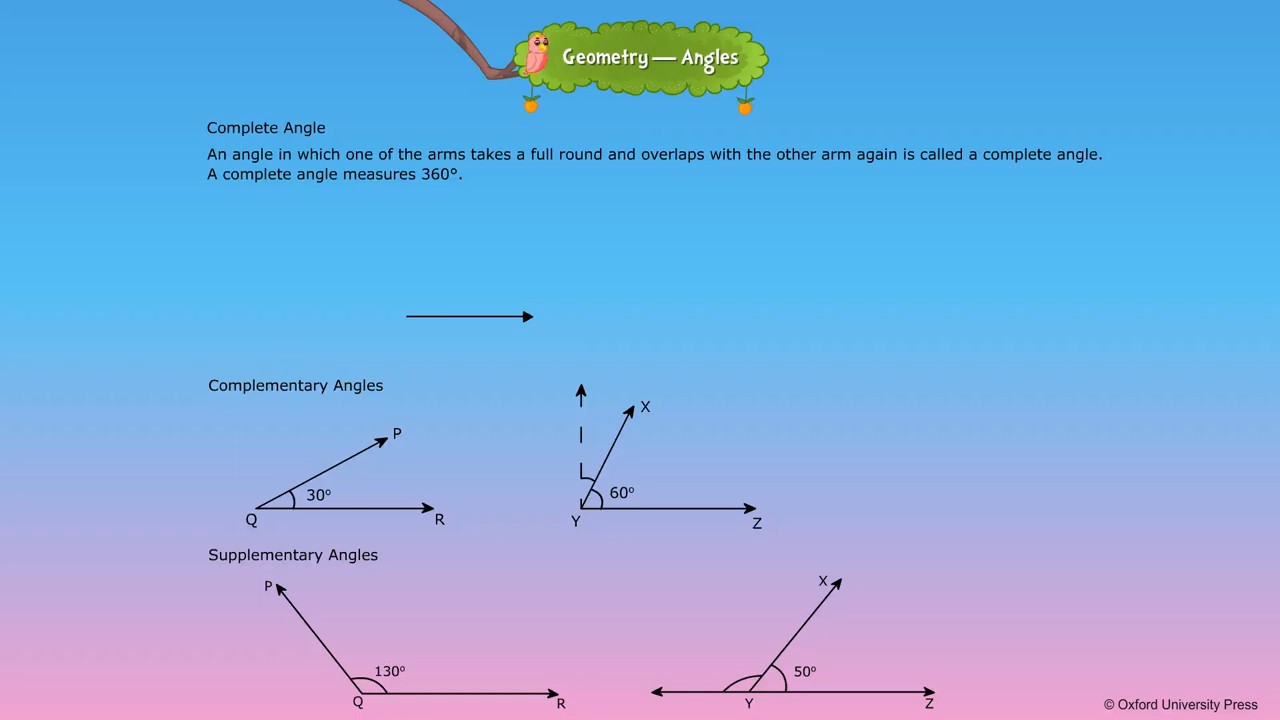 Geometry — Angles
Complete Angle
An angle in which one of the arms takes a full round and overlaps with the other arm again is called a complete angle.
A complete angle measures 360°.
Complementary Angles
P
30°
Q
R
X
60°
Y
Z
Supplementary Angles
P
130°
Q
R
X
50°
Y
Z
© Oxford University Press